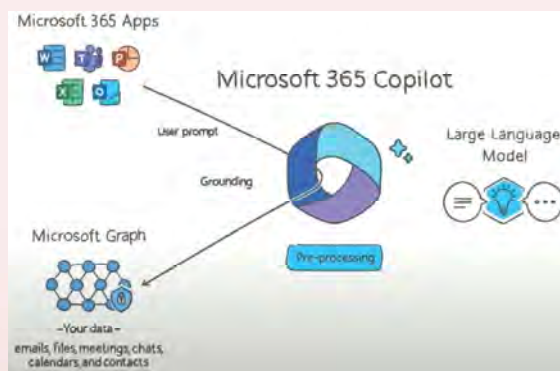 Microsoft 365 Apps
W
T
P
X
O
Microsoft 365 Copilot
User prompt
Large Language
Model
Grounding
Microsoft Graph
Pre-processing
-Your data-
emails, files, meetings, chats,
calendars, and contacts